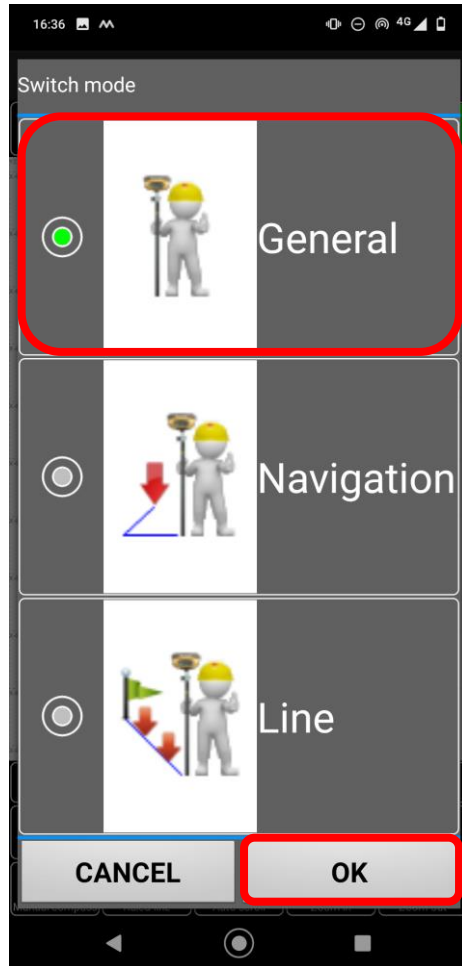 16:36
4G
Switch mode
General
Navigation
Line
CANCEL
OK